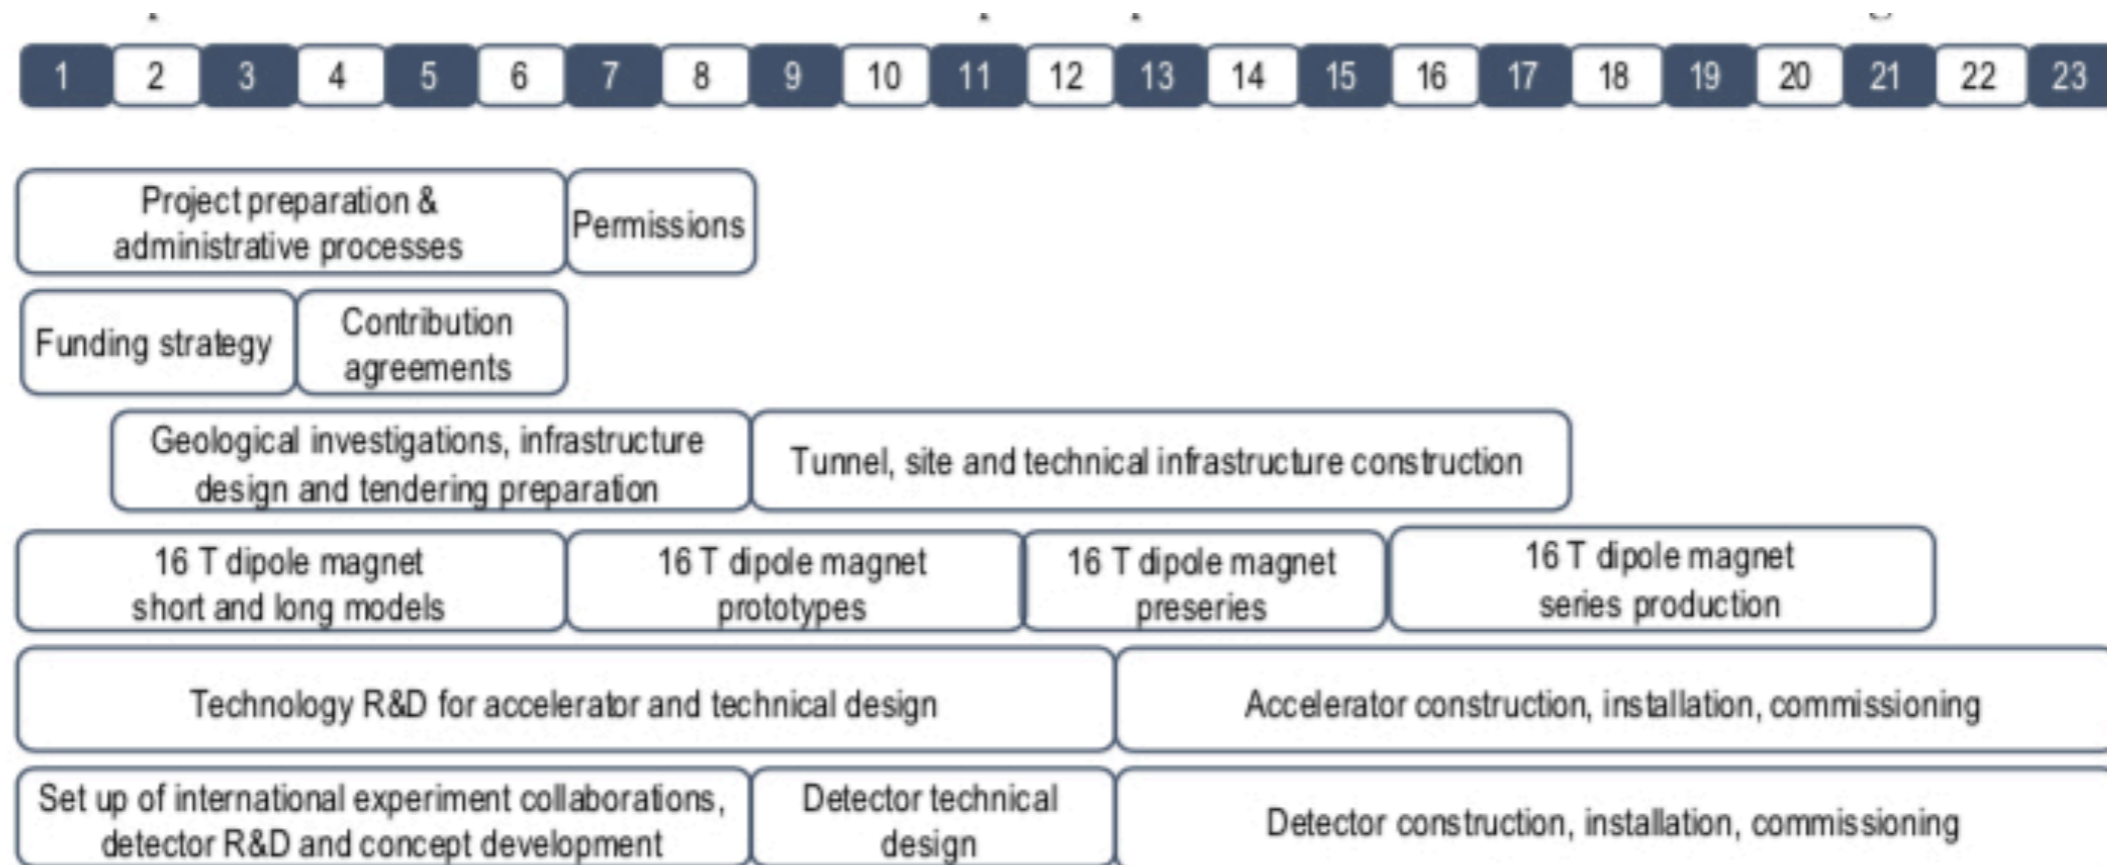 1 2 3 4 5 6 7 8 9 10 11 12 13 14 15 16 17 18 19 20 21 22 23
Project preparation &
administrative processes
Permissions
Funding strategy
Contribution
agreements
Geological investigations, infrastructure
design and tendering preparation
Tunnel, site and technical infrastructure construction
16 T dipole magnet
short and long models
16 T dipole magnet
prototypes
16 T dipole magnet
preseries
16 T dipole magnet
series production
Technology R&D for accelerator and technical design
Accelerator construction, installation, commissioning
Set up of international experiment collaborations,
detector R&D and concept development
Detector technical
design
Detector construction, installation, commissioning